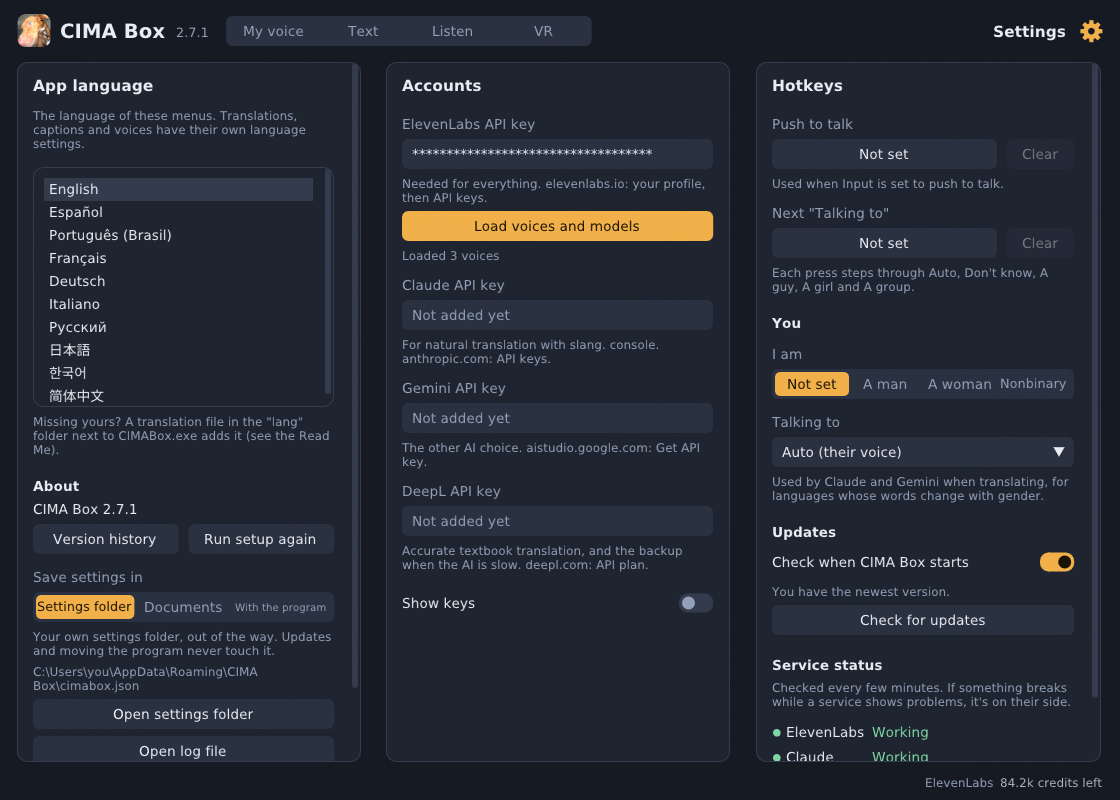 CIMA Box 2.7.1
My voice Text Listen VR
Settings
App language
The language of these menus. Translations,
captions and voices have their own language
settings.
English
Español
Português (Brasil)
Français
Deutsch
Italiano
Русский
日本語
한국어
简体中文
Missing yours? A translation file in the "lang"
folder next to CIMABox.exe adds it (see the Read
Me).
About
CIMA Box 2.7.1
Version history Run setup again
Save settings in
Settings folder Documents With the program
Your own settings folder, out of the way. Updates
and moving the program never touch it.
C:\Users\you\AppData\Roaming\CIMA
Box\cimabox.json
Open settings folder
Open log file
Accounts
ElevenLabs API key
***********************************
Needed for everything. elevenlabs.io: your profile,
then API keys.
Load voices and models
Loaded 3 voices
Claude API key
Not added yet
For natural translation with slang. console.
anthropic.com: API keys.
Gemini API key
Not added yet
The other AI choice. aistudio.google.com: Get API
key.
DeepL API key
Not added yet
Accurate textbook translation, and the backup
when the AI is slow. deepl.com: API plan.
Show keys
Hotkeys
Push to talk
Not set Clear
Used when Input is set to push to talk.
Next "Talking to"
Not set Clear
Each press steps through Auto, Don't know, A
guy, A girl and A group.
You
I am
Not set A man A woman Nonbinary
Talking to
Auto (their voice)
Used by Claude and Gemini when translating, for
languages whose words change with gender.
Updates
Check when CIMA Box starts
You have the newest version.
Check for updates
Service status
Checked every few minutes. If something breaks
while a service shows problems, it's on their side.
ElevenLabs Working
Claude Working
ElevenLabs 84.2k credits left